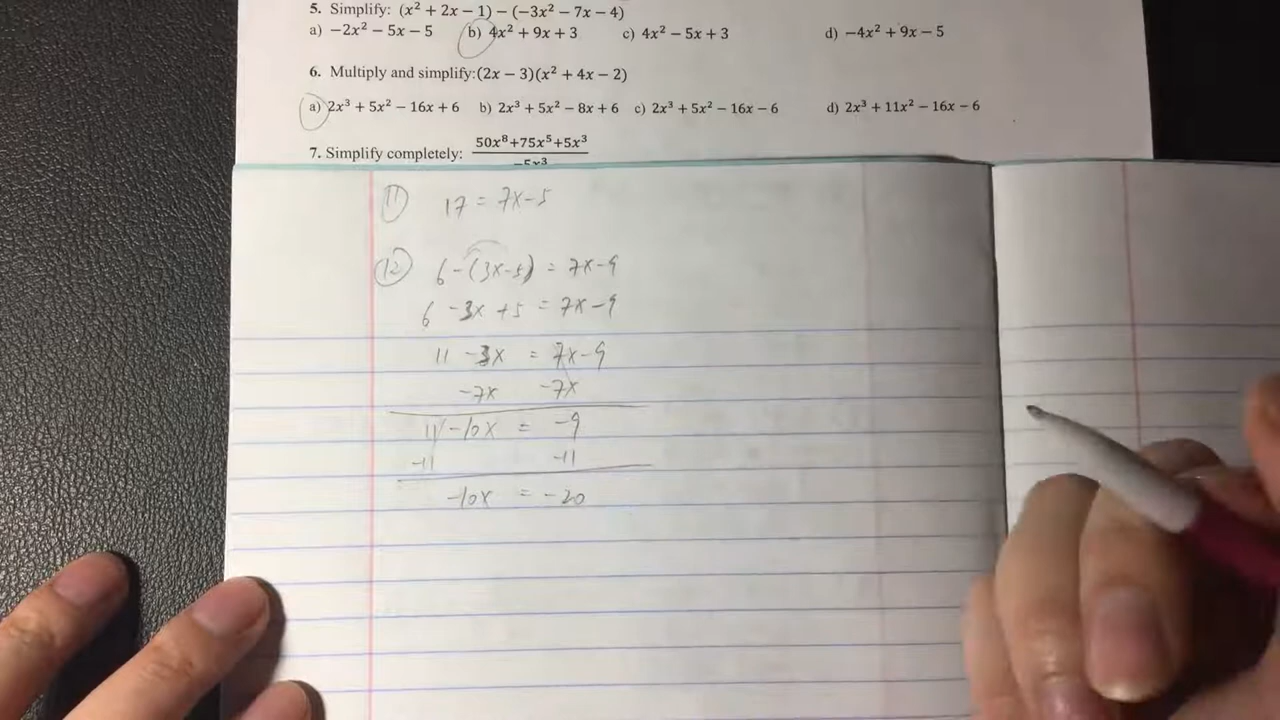 5. Simplify: (x² + 2x − 1) − (−3x² − 7x − 4)
a) −2x² − 5x − 5 b) 4x² + 9x + 3 c) 4x² − 5x + 3 d) −4x² + 9x − 5
6. Multiply and simplify:(2x − 3)(x² + 4x − 2)
a) 2x³ + 5x² − 16x + 6 b) 2x³ + 5x² − 8x + 6 c) 2x³ + 5x² − 16x − 6 d) 2x³ + 11x² − 16x − 6
7. Simplify completely: 50x⁸+75x⁵+5x³
−5x³
11 17 = 7x-5
12 6-(3x-5) = 7x-9
6 -3x +5 = 7x-9
11 -3x = 7x-9
-7x -7x
11 -10x = -9
-11 -11
-10x = -20